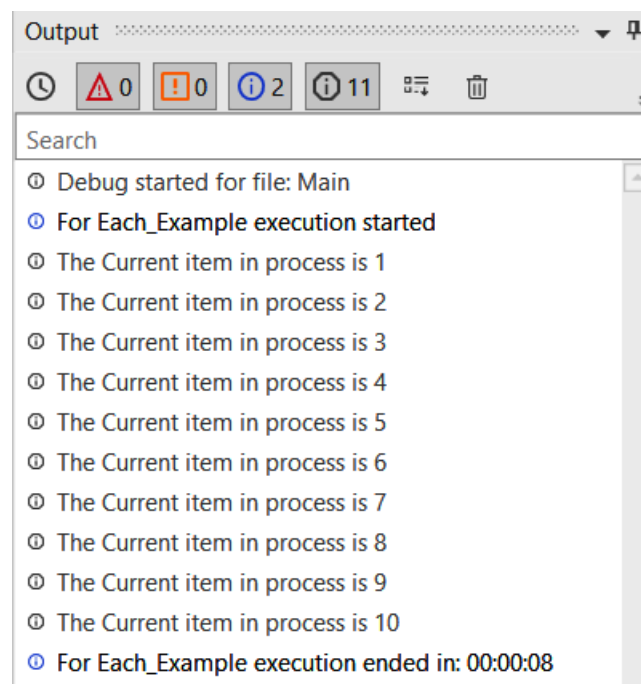 Output
0 0 2 11
Search
Debug started for file: Main
For Each_Example execution started
The Current item in process is 1
The Current item in process is 2
The Current item in process is 3
The Current item in process is 4
The Current item in process is 5
The Current item in process is 6
The Current item in process is 7
The Current item in process is 8
The Current item in process is 9
The Current item in process is 10
For Each_Example execution ended in: 00:00:08